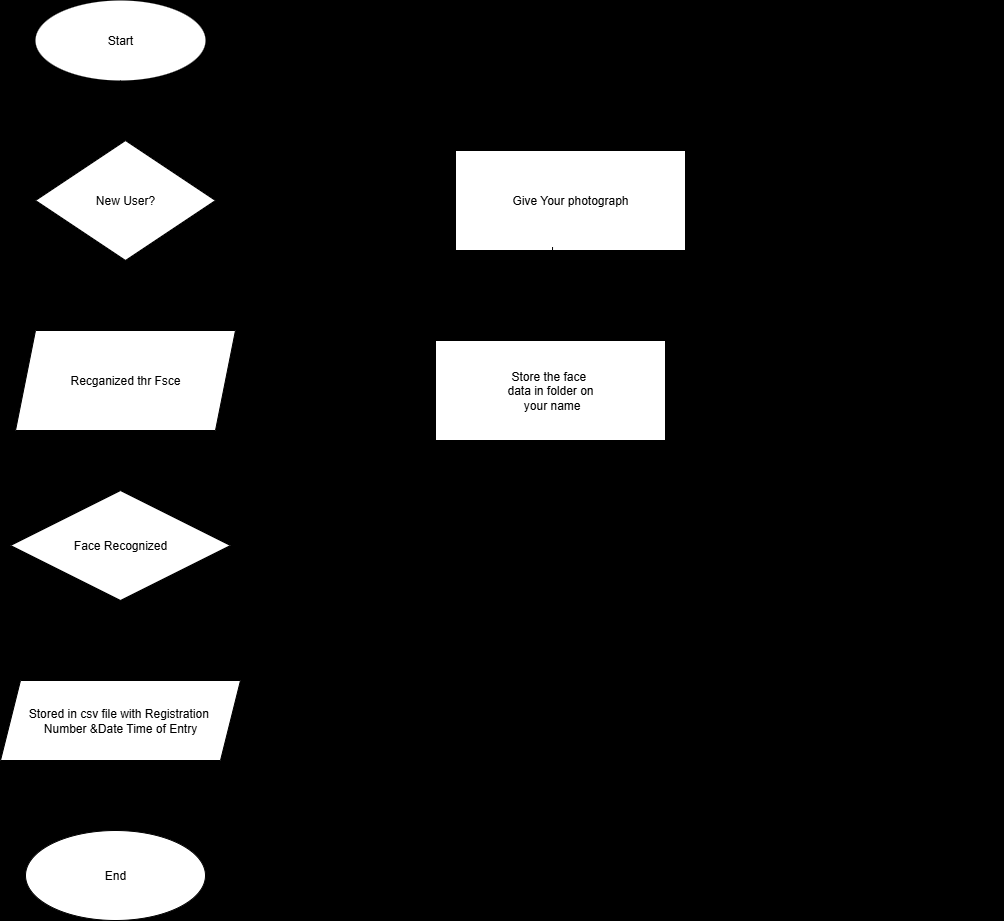 Start
New User?
Give Your photograph
Recganized thr Fsce
Store the face
data in folder on
your name
Face Recognized
Stored in csv file with Registration
Number &Date Time of Entry
End